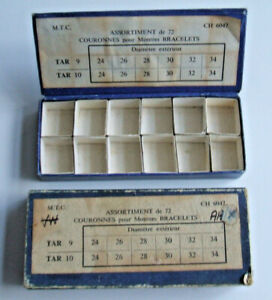 M.T.C. CH 6047
ASSORTIMENT de 72
COURONNES pour Montres BRACELETS
Diamètre extérieur
TAR 9 24 26 28 30 32 34
TAR 10 24 26 28 30 32 34
M.T.C. CH 6047
ASSORTIMENT de 72
COURONNES pour Montres BRACELETS
Diamètre extérieur
TAR 9 24 26 28 30 32 34
TAR 10 24 26 28 30 32 34